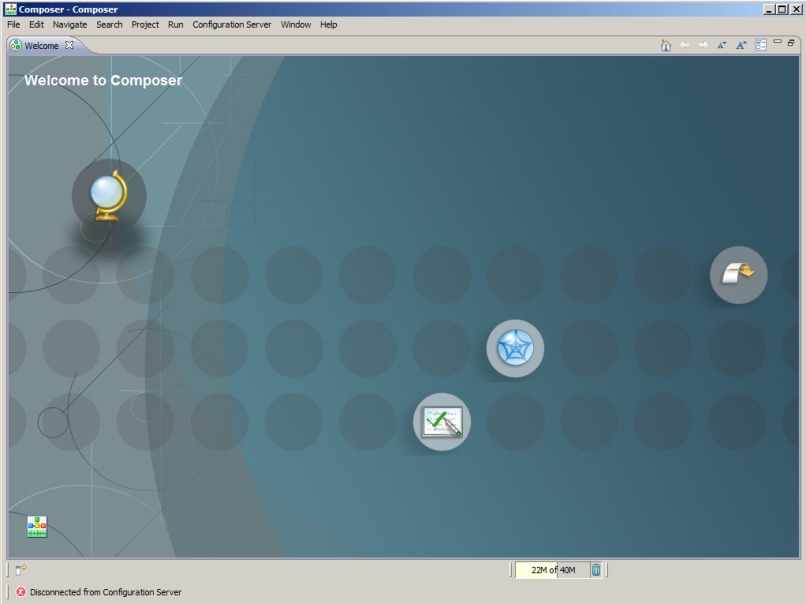 Composer - Composer
File Edit Navigate Search Project Run Configuration Server Window Help
Welcome
Welcome to Composer
22M of 40M
Disconnected from Configuration Server